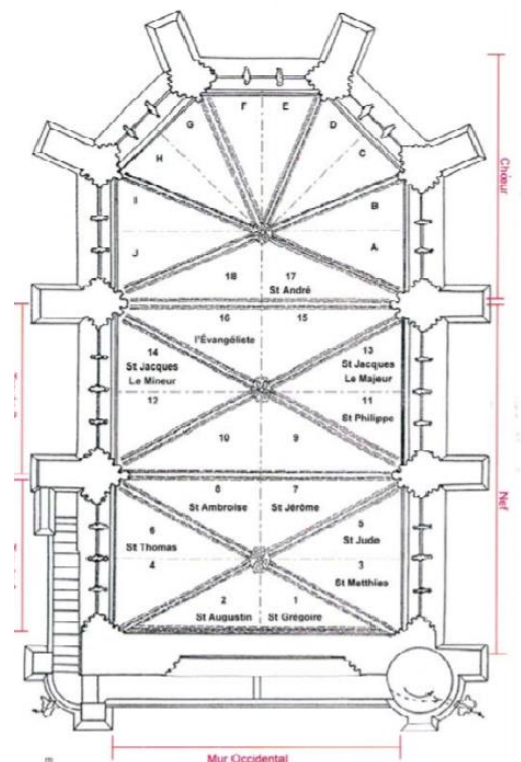 F E
G D
H C
Chœur
I B
J A
18 17
St André
16 15
l'Évangéliste
14 13
St Jacques St Jacques
Le Mineur Le Majeur
12 11
St Philippe
10 9
Nef
8 7
St Ambroise St Jérôme
6 5
St Thomas St Jude
4 3
St Matthieu
2 1
St Augustin St Grégoire
m
Mur Occidental